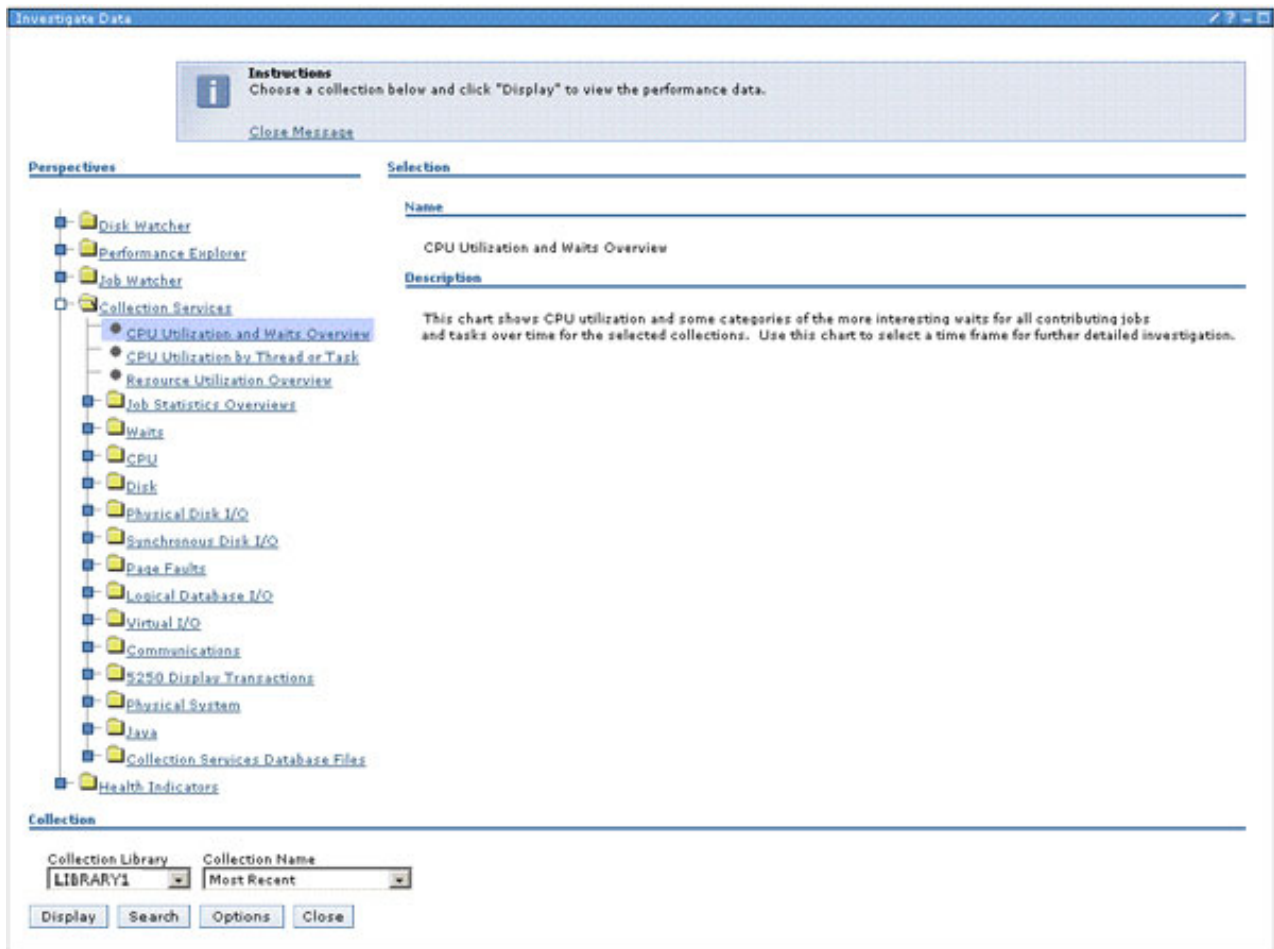 Investigate Data
Instructions
Choose a collection below and click "Display" to view the performance data.
Close Message
Perspectives
Selection
Disk Watcher
Performance Explorer
Job Watcher
Collection Services
CPU Utilization and Waits Overview
CPU Utilization by Thread or Task
Resource Utilization Overview
Job Statistics Overviews
Waits
CPU
Disk
Physical Disk I/O
Synchronous Disk I/O
Page Faults
Logical Database I/O
Virtual I/O
Communications
5250 Display Transactions
Physical System
Java
Collection Services Database Files
Health Indicators
Name
CPU Utilization and Waits Overview
Description
This chart shows CPU utilization and some categories of the more interesting waits for all contributing jobs
and tasks over time for the selected collections. Use this chart to select a time frame for further detailed investigation.
Collection
Collection Library Collection Name
LIBRARY1 Most Recent
Display Search Options Close